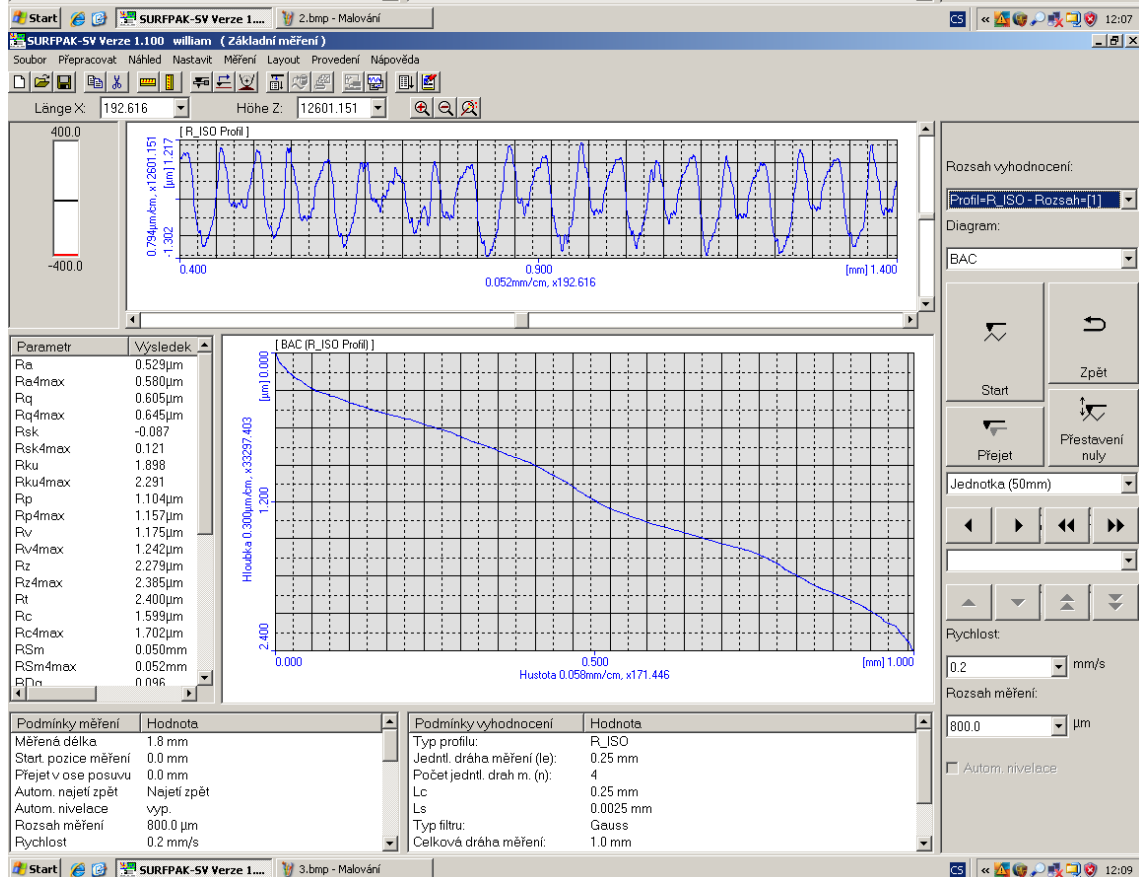 Start SURFPAK-SV Verze 1.... 2.bmp - Malování CS « 12:07
SURFPAK-SV Verze 1.100 william ( Základní měření )
Soubor Přepracovat Náhled Nastavit Měření Layout Provedení Nápověda
Länge X: 192.616 Höhe Z: 12601.151
400.0
-400.0
[ R_ISO Profil ]
0.794µm/cm, x12601.151
-1.302 [µm] 1.217
0.400 0.900 [mm] 1.400
0.052mm/cm, x192.616
Parametr Výsledek
Ra 0.529µm
Ra4max 0.580µm
Rq 0.605µm
Rq4max 0.645µm
Rsk -0.087
Rsk4max 0.121
Rku 1.898
Rku4max 2.291
Rp 1.104µm
Rp4max 1.157µm
Rv 1.175µm
Rv4max 1.242µm
Rz 2.279µm
Rz4max 2.385µm
Rt 2.400µm
Rc 1.599µm
Rc4max 1.702µm
RSm 0.050mm
RSm4max 0.052mm
[ BAC (R_ISO Profil) ]
Hloubka 0.300µm/cm, x33297.403
2.400 1.200 [µm] 0.000
0.000 0.500 [mm] 1.000
Hustota 0.058mm/cm, x171.446
Rozsah vyhodnocení:
Profil=R_ISO - Rozsah=[1]
Diagram:
BAC
Start
Zpět
Přejet
Přestavení
nuly
Jednotka (50mm)
Rychlost:
0.2 mm/s
Rozsah měření:
800.0 µm
Autom. nivelace
Podmínky měření Hodnota
Měřená délka 1.8 mm
Start. pozice měření 0.0 mm
Přejet v ose posuvu 0.0 mm
Autom. najetí zpět Najetí zpět
Autom. nivelace vyp.
Rozsah měření 800.0 µm
Rychlost 0.2 mm/s
Podmínky vyhodnocení Hodnota
Typ profilu: R_ISO
Jedntl. dráha měření (le): 0.25 mm
Počet jedntl. drah m. (n): 4
Lc 0.25 mm
Ls 0.0025 mm
Typ filtru: Gauss
Celková dráha měření: 1.0 mm
Start SURFPAK-SV Verze 1.... 3.bmp - Malování CS « 12:09